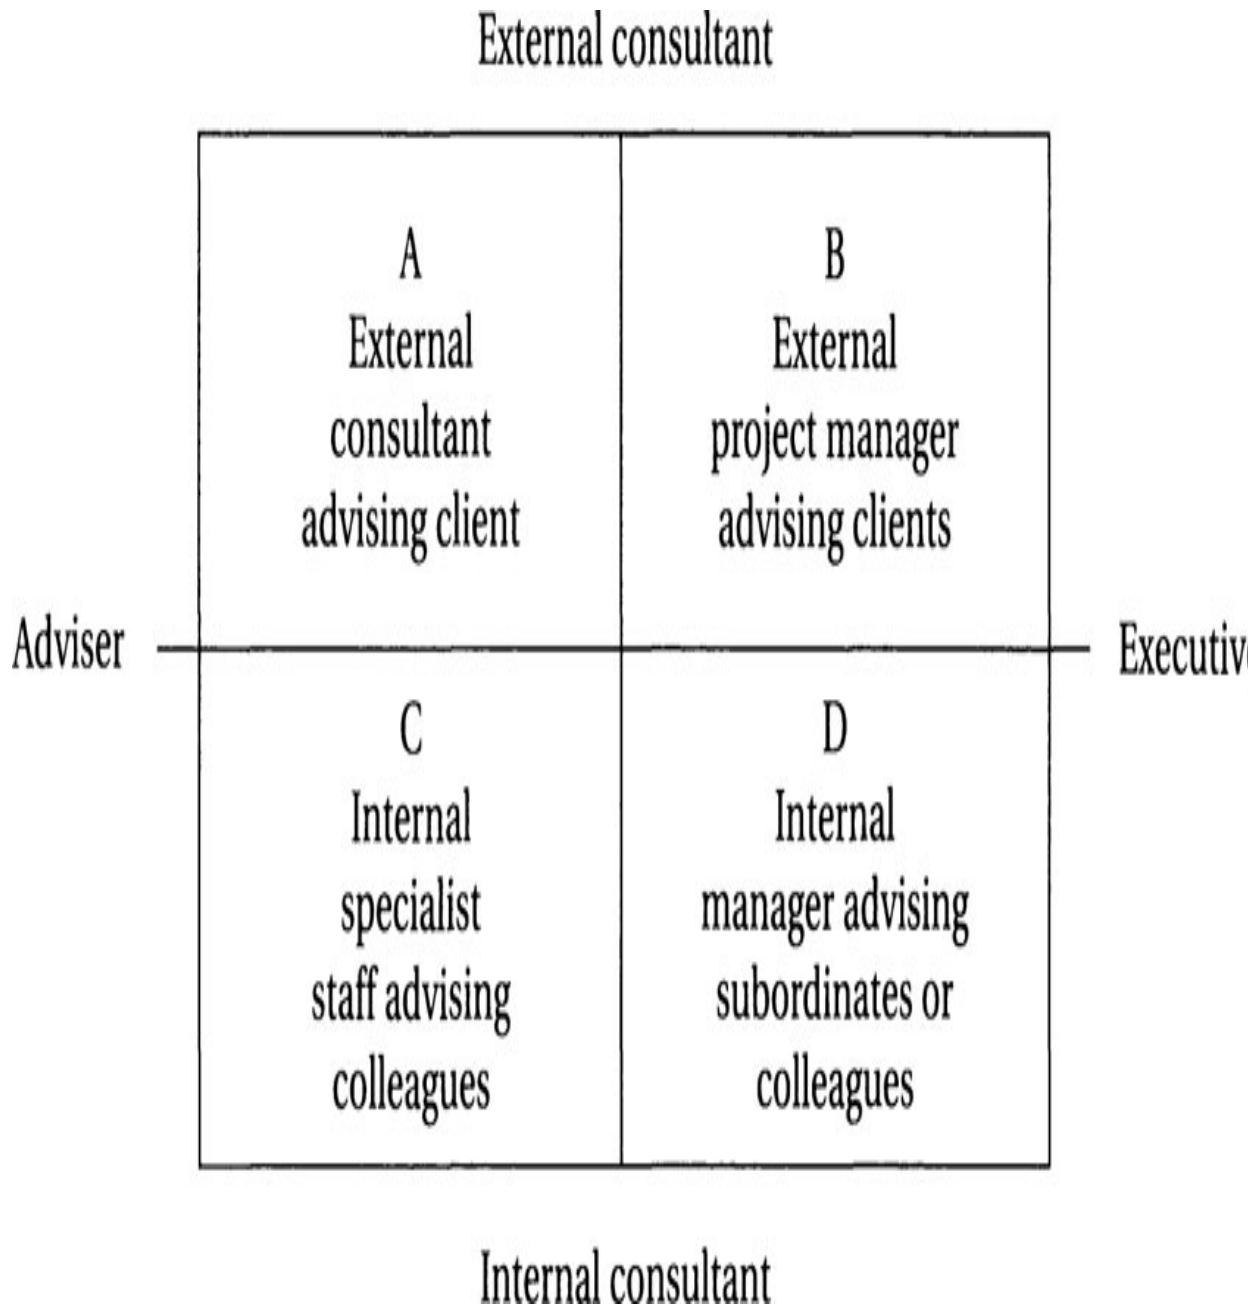 External consultant
A
External
consultant
advising client
B
External
project manager
advising clients
Adviser
Executive
C
Internal
specialist
staff advising
colleagues
D
Internal
manager advising
subordinates or
colleagues
Internal consultant